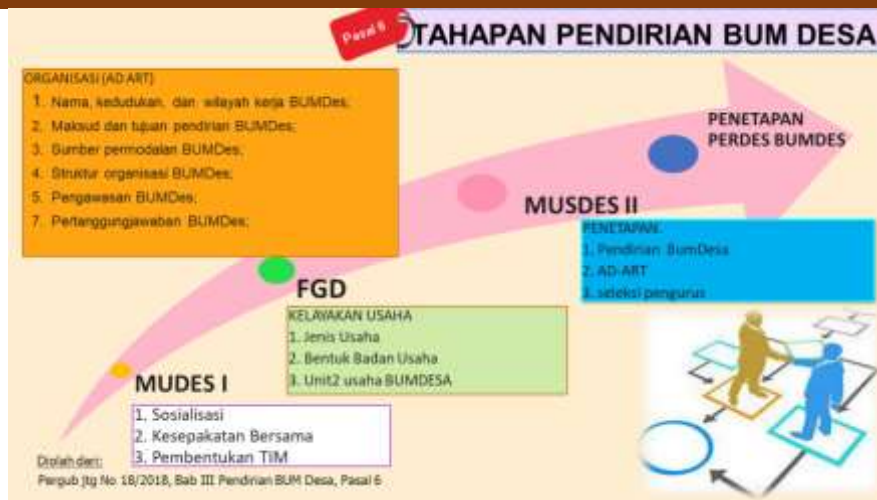 Pasal 6
TAHAPAN PENDIRIAN BUM DESA
ORGANISASI (AD ART)
1. Nama, kedudukan, dan wilayah kerja BUMDes;
2. Maksud dan tujuan pendirian BUMDes;
3. Sumber permodalan BUMDes;
4. Struktur organisasi BUMDes;
5. Pengawasan BUMDes;
7. Pertanggungjawaban BUMDes;
PENETAPAN
PERDES BUMDES
MUSDES II
PENETAPAN:
1. Pendirian BumDesa
2. AD-ART
3. seleksi pengurus
FGD
KELAYAKAN USAHA
1. Jenis Usaha
2. Bentuk Badan Usaha
3. Unit2 usaha BUMDESA
MUDES I
1. Sosialisasi
2. Kesepakatan Bersama
3. Pembentukan TIM
Diolah dari:
Pergub jtg No 18/2018, Bab III Pendirian BUM Desa, Pasal 6